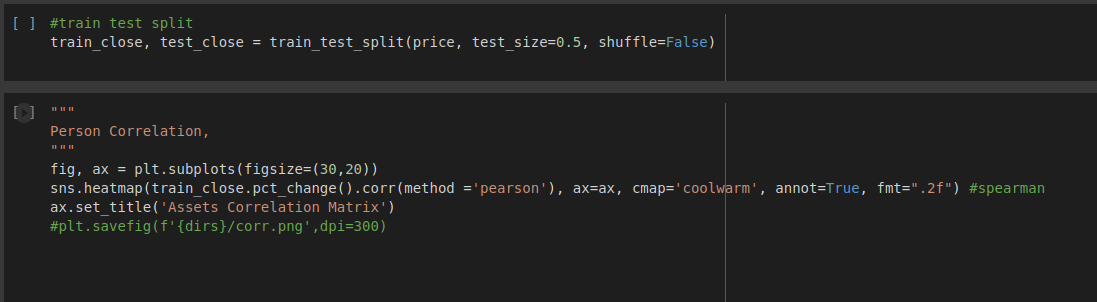 [ ] #train test split
train_close, test_close = train_test_split(price, test_size=0.5, shuffle=False)
[ ] """
Person Correlation,
"""
fig, ax = plt.subplots(figsize=(30,20))
sns.heatmap(train_close.pct_change().corr(method ='pearson'), ax=ax, cmap='coolwarm', annot=True, fmt=".2f") #spearman
ax.set_title('Assets Correlation Matrix')
#plt.savefig(f'{dirs}/corr.png',dpi=300)